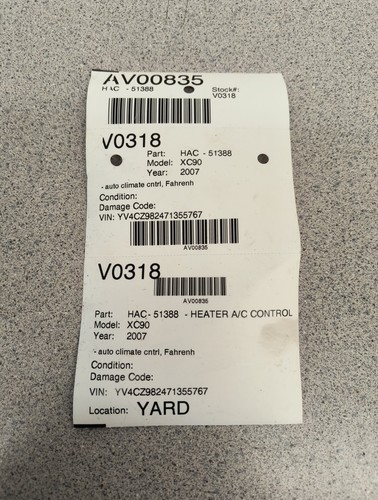 AV00835
HAC - 51388
Stock#:
V0318
V0318
Part: HAC - 51388
Model: XC90
Year: 2007
- auto climate cntrl, Fahrenh
Condition:
Damage Code:
VIN: YV4CZ982471355767
AV00835
V0318
AV00835
Part: HAC - 51388 - HEATER A/C CONTROL
Model: XC90
Year: 2007
- auto climate cntrl, Fahrenh
Condition:
Damage Code:
VIN: YV4CZ982471355767
Location: YARD